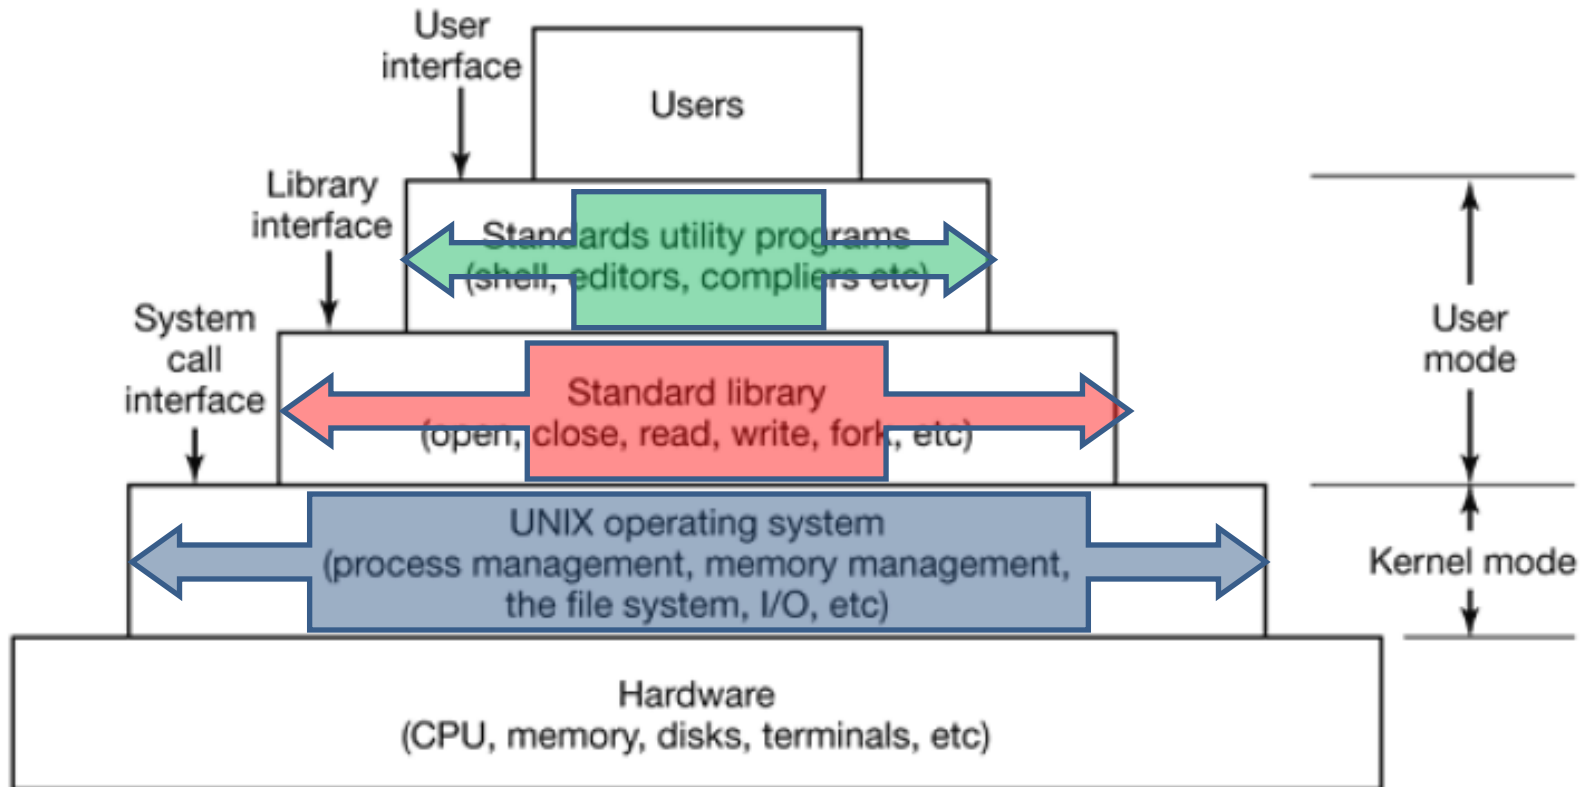 User
interface
Users
Library
interface
Standards utility programs
(shell, editors, compliers etc)
System
call
interface
Standard library
(open, close, read, write, fork, etc)
User
mode
UNIX operating system
(process management, memory management,
the file system, I/O, etc)
Kernel mode
Hardware
(CPU, memory, disks, terminals, etc)